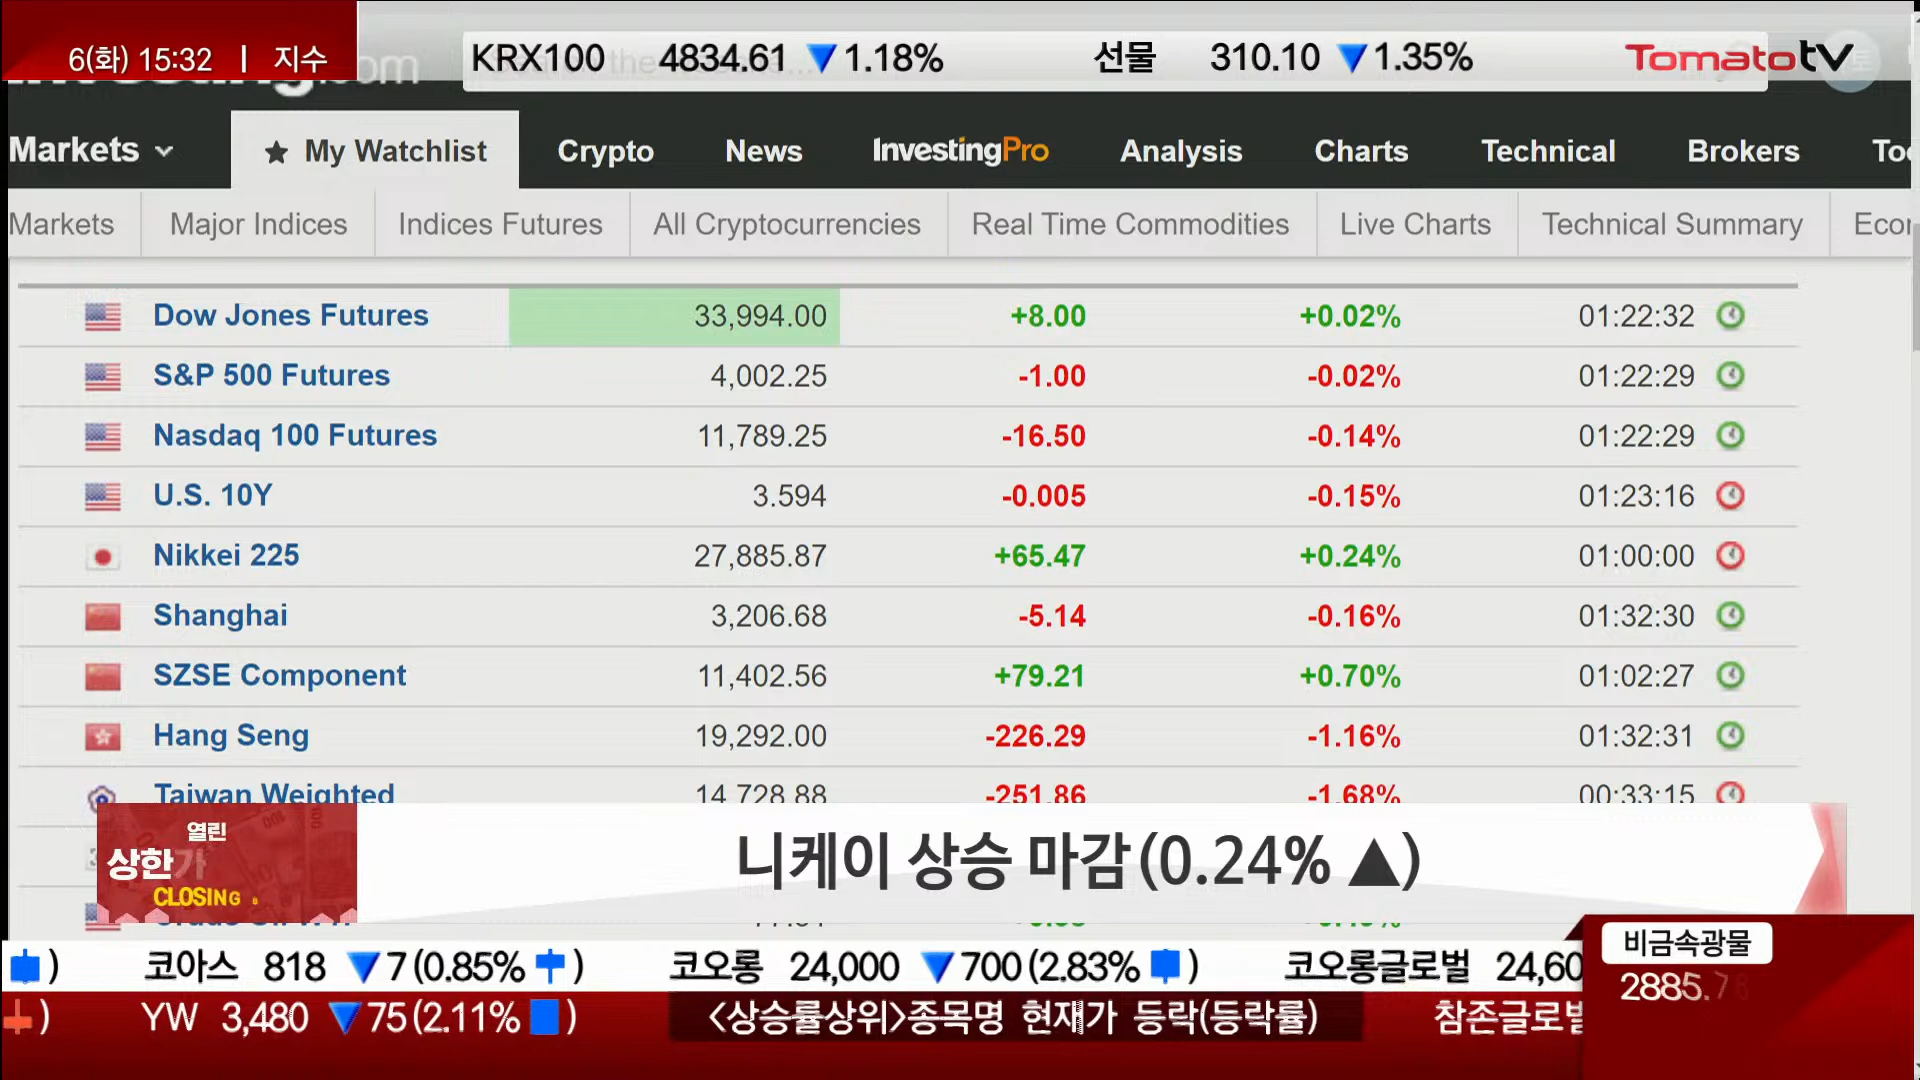 6(화) 15:32 | 지수
KRX100 4834.61 ▼1.18% 선물 310.10 ▼1.35%
Tomatotv
.com
Markets
My Watchlist
Crypto
News
InvestingPro
Analysis
Charts
Technical
Brokers
Markets
Major Indices
Indices Futures
All Cryptocurrencies
Real Time Commodities
Live Charts
Technical Summary
Dow Jones Futures 33,994.00 +8.00 +0.02% 01:22:32
S&P 500 Futures 4,002.25 -1.00 -0.02% 01:22:29
Nasdaq 100 Futures 11,789.25 -16.50 -0.14% 01:22:29
U.S. 10Y 3.594 -0.005 -0.15% 01:23:16
Nikkei 225 27,885.87 +65.47 +0.24% 01:00:00
Shanghai 3,206.68 -5.14 -0.16% 01:32:30
SZSE Component 11,402.56 +79.21 +0.70% 01:02:27
Hang Seng 19,292.00 -226.29 -1.16% 01:32:31
Taiwan Weighted 14,728.88 -251.86 -1.68% 00:33:15
열린
상한가
CLOSING
니케이 상승 마감(0.24% ▲)
) 코아스 818 ▼7(0.85% ) 코오롱 24,000 ▼700(2.83% ) 코오롱글로벌 24,60
비금속광물
2885.78
) YW 3,480 ▼75(2.11% ) <상승률상위>종목명 현재가 등락(등락률) 참존글로벌